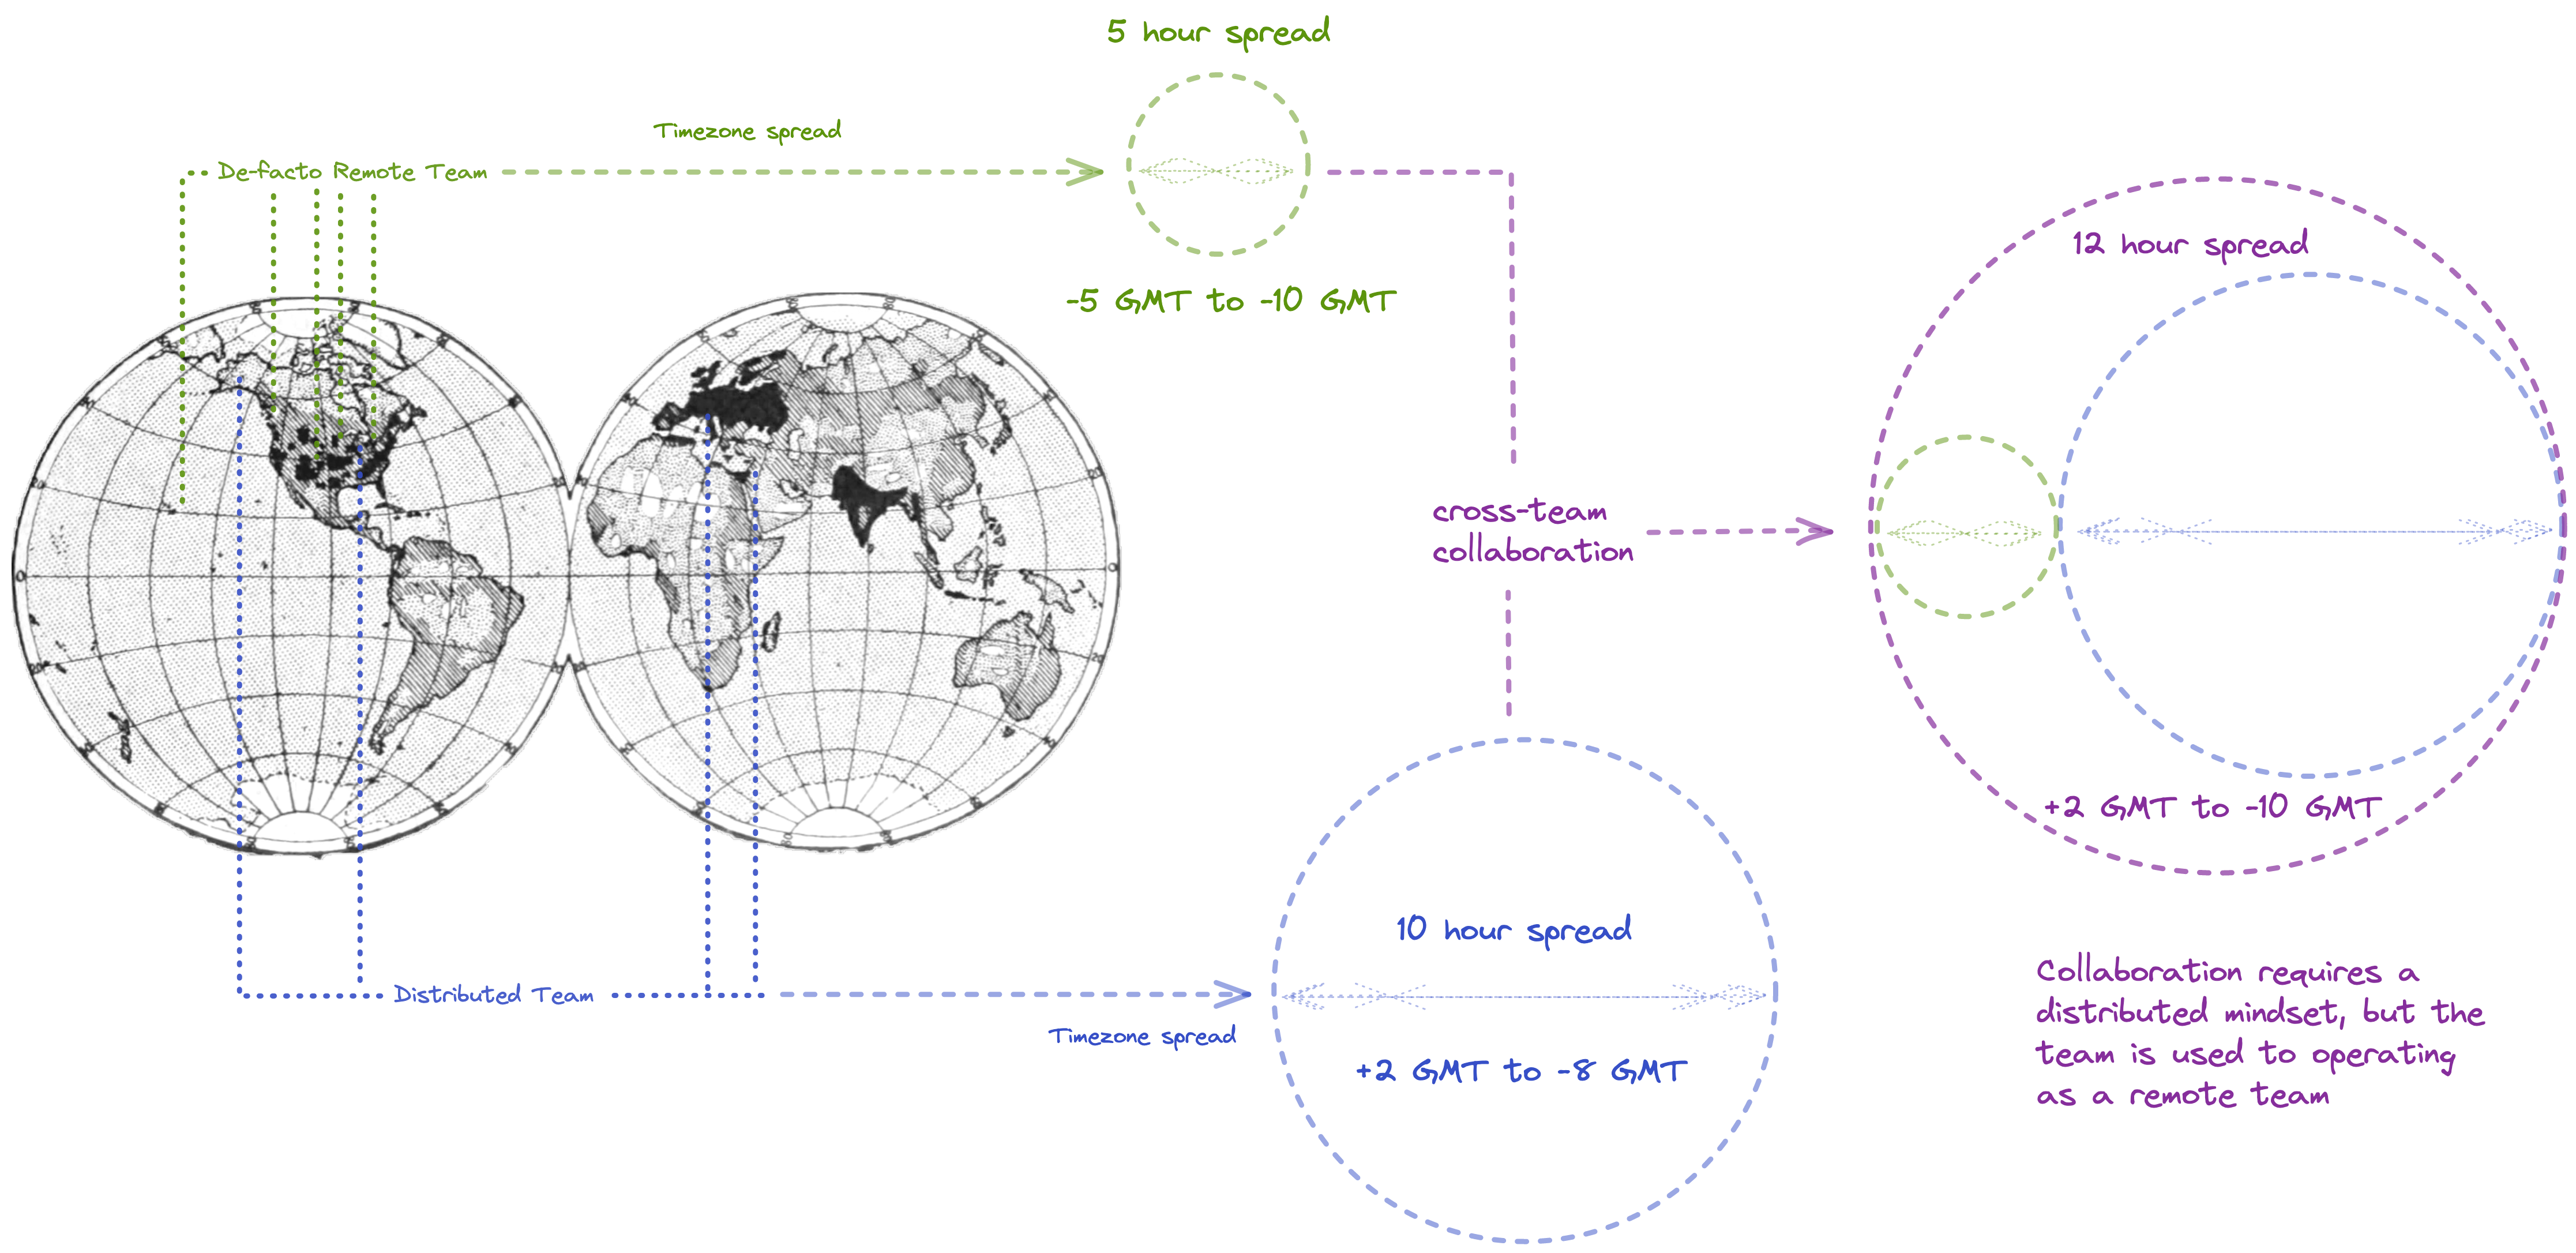 5 hour spread
Timezone spread
De-facto Remote Team
-5 GMT to -10 GMT
12 hour spread
cross-team
collaboration
+2 GMT to -10 GMT
0
0
10 hour spread
Distributed Team
Timezone spread
+2 GMT to -8 GMT
Collaboration requires a
distributed mindset, but the
team is used to operating
as a remote team